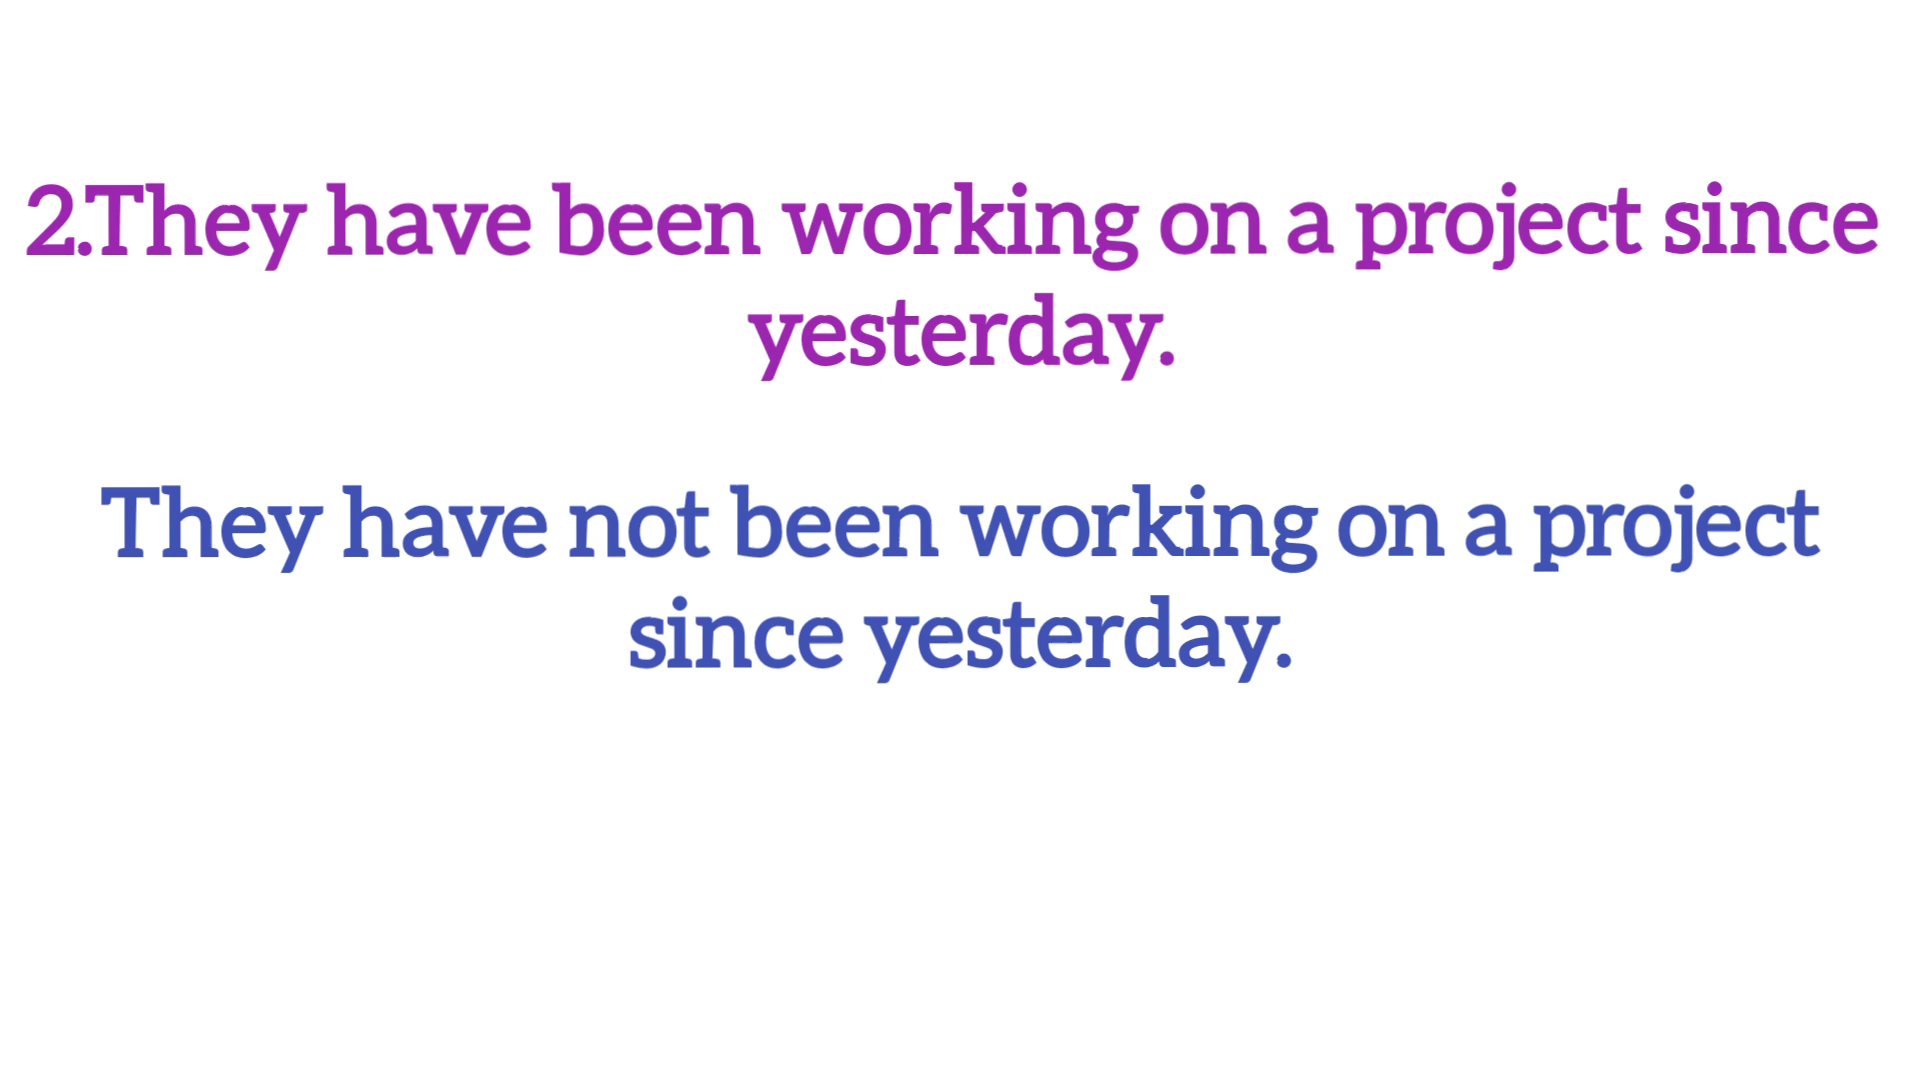 2.They have been working on a project since
yesterday.
They have not been working on a project
since yesterday.